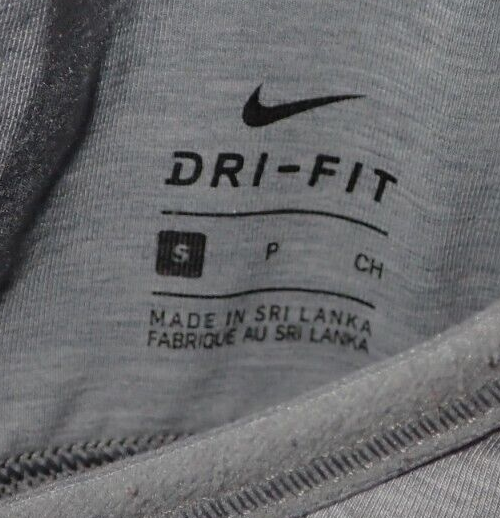 DRI-FIT
S P CH
MADE IN SRI LANKA
FABRIQUÉ AU SRI LANKA